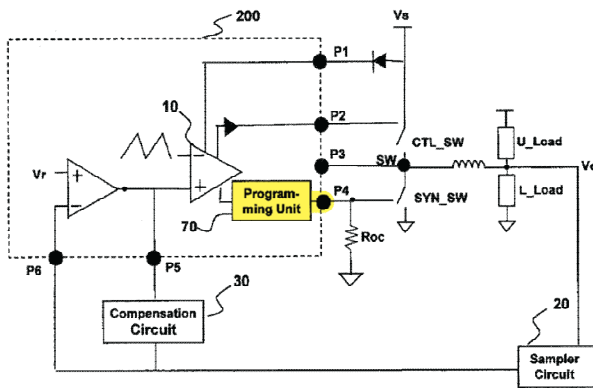 200
Vs
P1
10
P2
CTL_SW
U_Load
P3
SW
Vr
Vo
Program-
ming Unit
P4
SYN_SW
L_Load
70
Roc
P6
P5
30
Compensation
Circuit
20
Sampler
Circuit